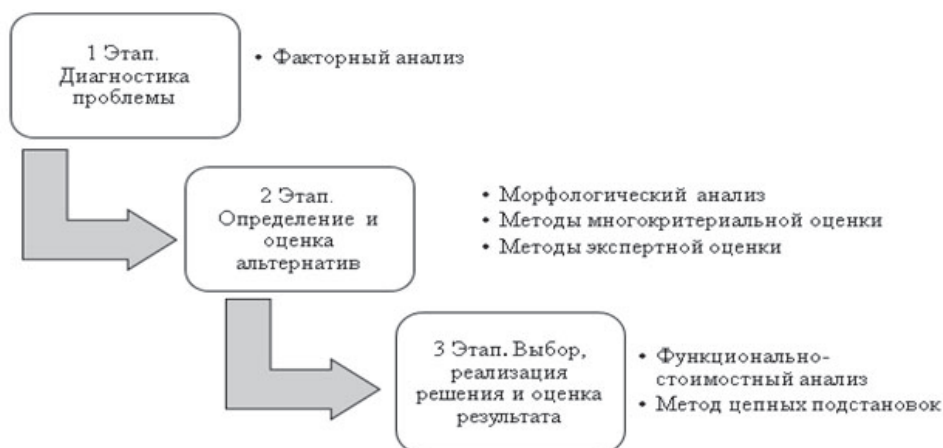 1 Этап.
Диагностика
проблемы
• Факторный анализ
2 Этап.
Определение и
оценка
альтернатив
• Морфологический анализ
• Методы многокритериальной оценки
• Методы экспертной оценки
3 Этап. Выбор,
реализация
решения и оценка
результата
• Функционально-
стоимостный анализ
• Метод цепных подстановок